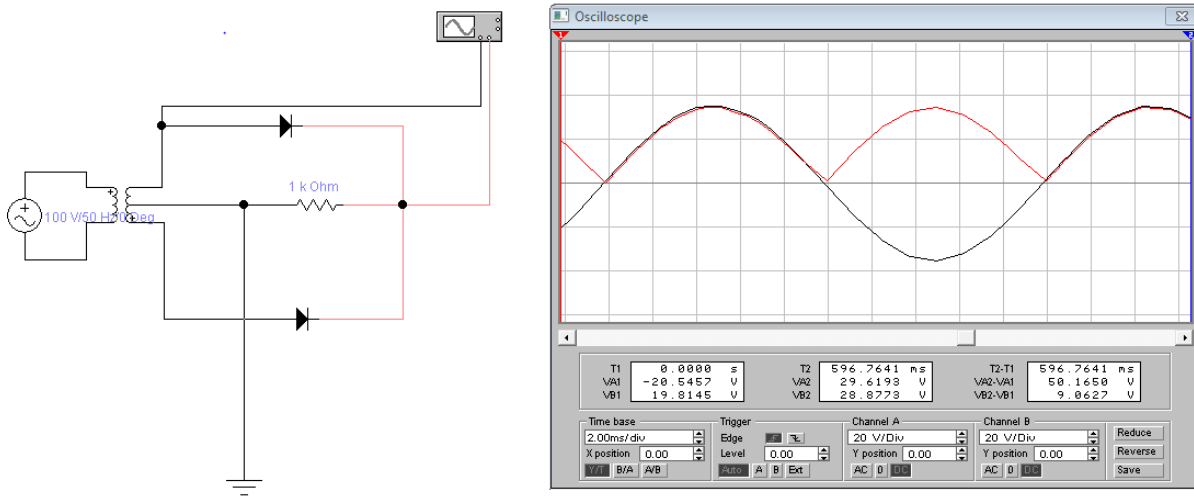 1 k Ohm
100 V/50 Hz/0 Deg
Oscilloscope
1
2
T1 0.0000 s
VA1 -20.5457 V
VB1 19.8145 V
T2 596.7641 ms
VA2 29.6193 V
VB2 28.8773 V
T2-T1 596.7641 ms
VA2-VA1 50.1650 V
VB2-VB1 9.0627 V
Time base
2.00ms/div
X position 0.00
Y/T B/A A/B
Trigger
Edge
Level 0.00
Auto A B Ext
Channel A
20 V/Div
Y position 0.00
AC 0 DC
Channel B
20 V/Div
Y position 0.00
AC 0 DC
Reduce
Reverse
Save